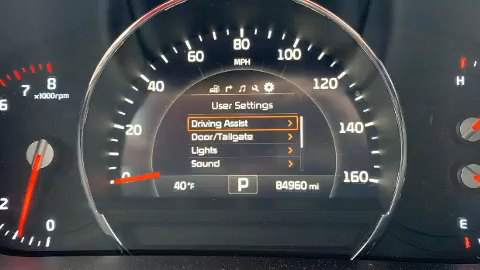 80
60
100
MPH
40
120
8
7
x1000rpm
6
H
User Settings
Driving Assist
20
140
Door/Tailgate
Lights
Sound
0
160
40°F
P
84960 mi
2
0
E